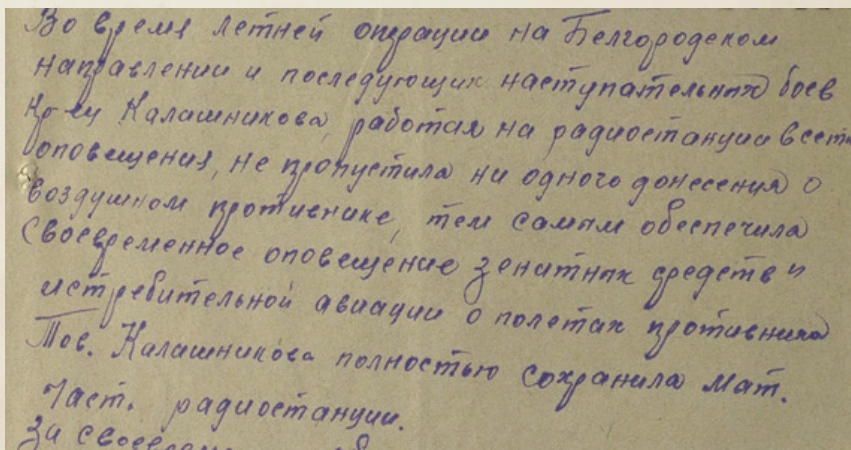 Во время летней операции на Белгородском
направлении и последующих наступательных боев
кр-ец Калашникова, работая на радиостанции в сети
оповещения, не пропустила ни одного донесения о
воздушном противнике, тем самым обеспечила
своевременное оповещение зенитных средств и
истребительной авиации о полетах противника
Тов. Калашникова полностью сохранила мат.
част. радиостанции.
За